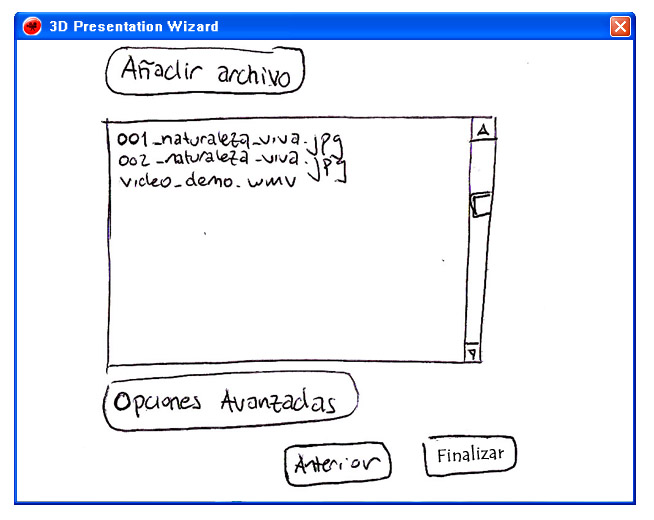 3D Presentation Wizard
Añadir archivo
001_naturaleza_viva.jpg
002_naturaleza_viva.jpg
video_demo.wmv
Opciones Avanzadas
Anterior
Finalizar